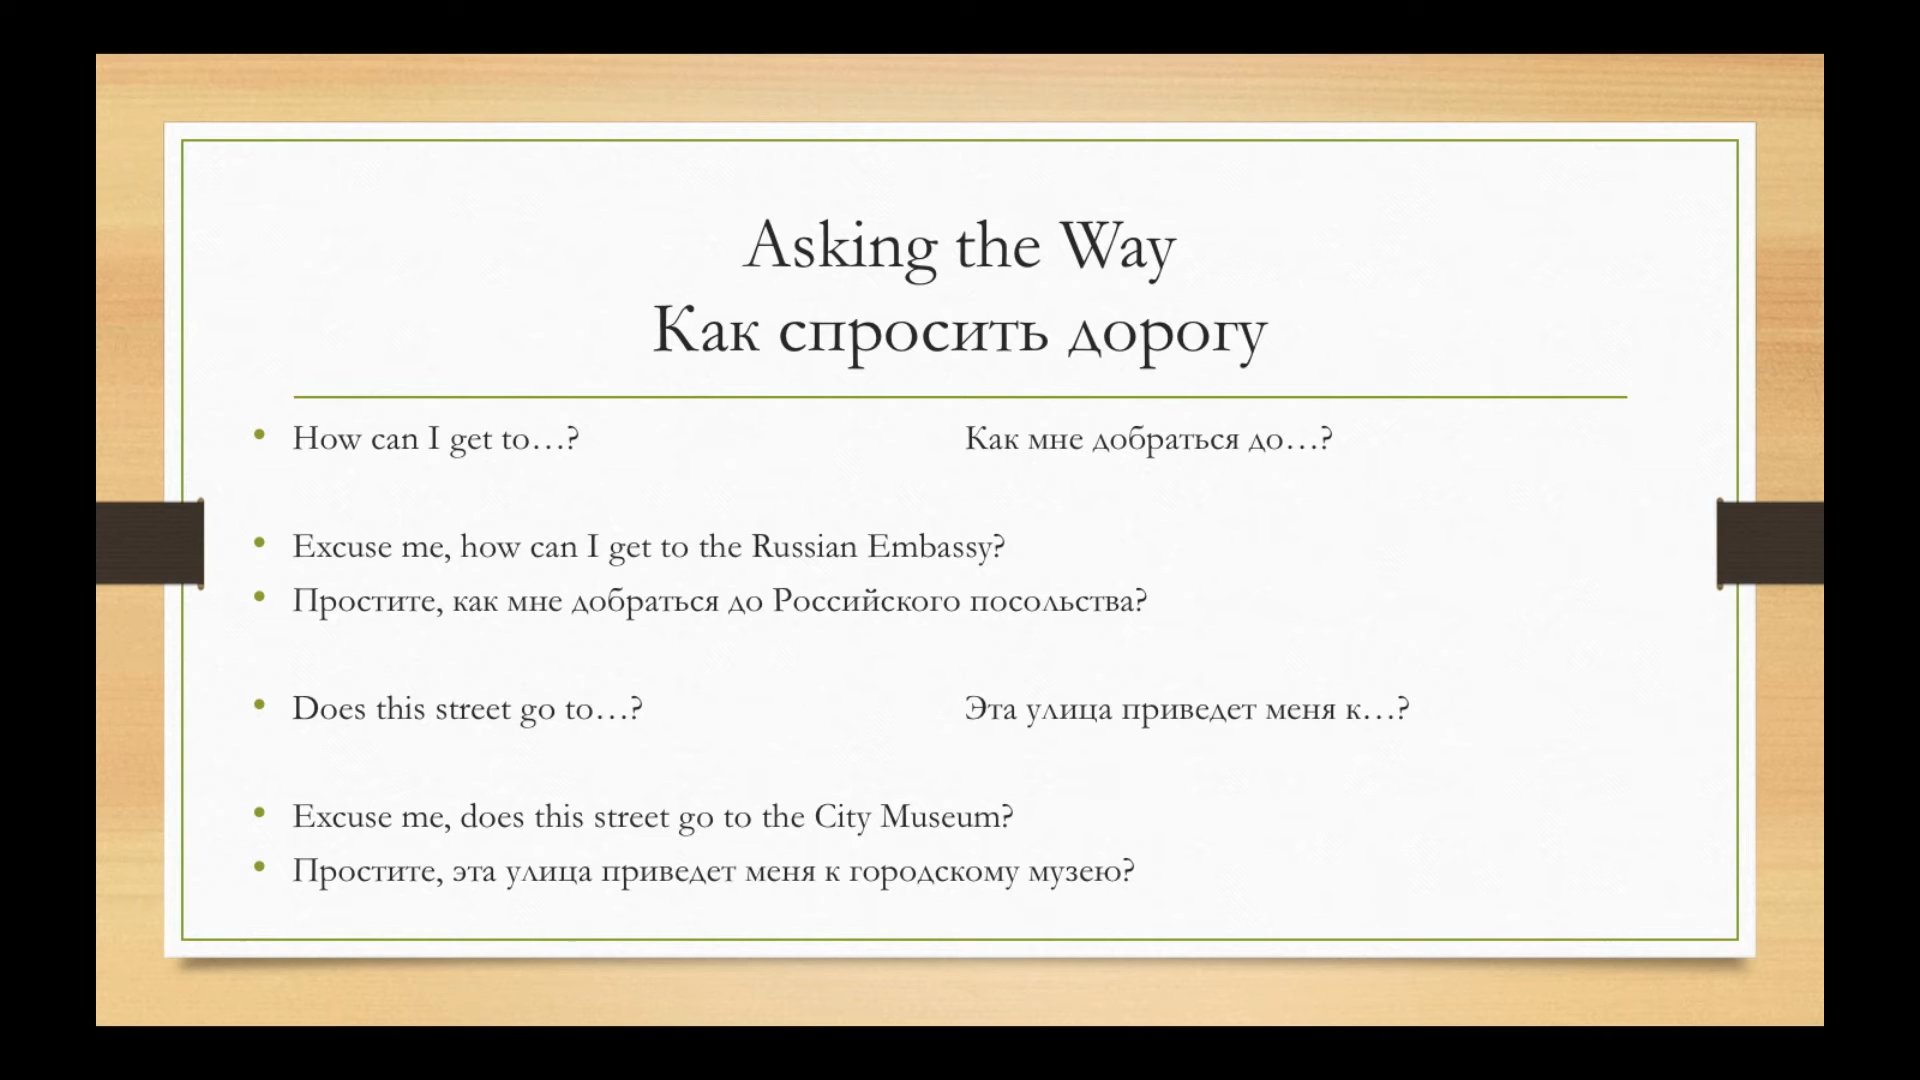 Asking the Way
Как спросить дорогу
• How can I get to…? Как мне добраться до…?
• Excuse me, how can I get to the Russian Embassy?
• Простите, как мне добраться до Российского посольства?
• Does this street go to…? Эта улица приведет меня к…?
• Excuse me, does this street go to the City Museum?
• Простите, эта улица приведет меня к городскому музею?